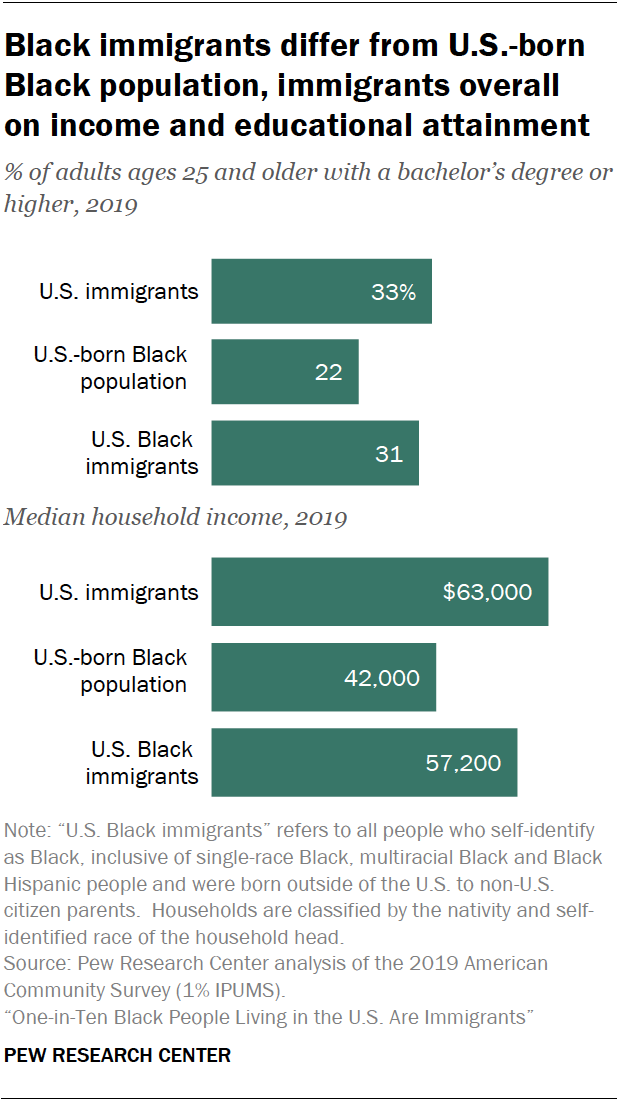 Black immigrants differ from U.S.-born
Black population, immigrants overall
on income and educational attainment
% of adults ages 25 and older with a bachelor’s degree or
higher, 2019
U.S. immigrants
33%
U.S.-born Black
population
22
U.S. Black
immigrants
31
Median household income, 2019
U.S. immigrants
$63,000
U.S.-born Black
population
42,000
U.S. Black
immigrants
57,200
Note: “U.S. Black immigrants” refers to all people who self-identify
as Black, inclusive of single-race Black, multiracial Black and Black
Hispanic people and were born outside of the U.S. to non-U.S.
citizen parents.  Households are classified by the nativity and self-
identified race of the household head.
Source: Pew Research Center analysis of the 2019 American
Community Survey (1% IPUMS).
“One-in-Ten Black People Living in the U.S. Are Immigrants”
PEW RESEARCH CENTER